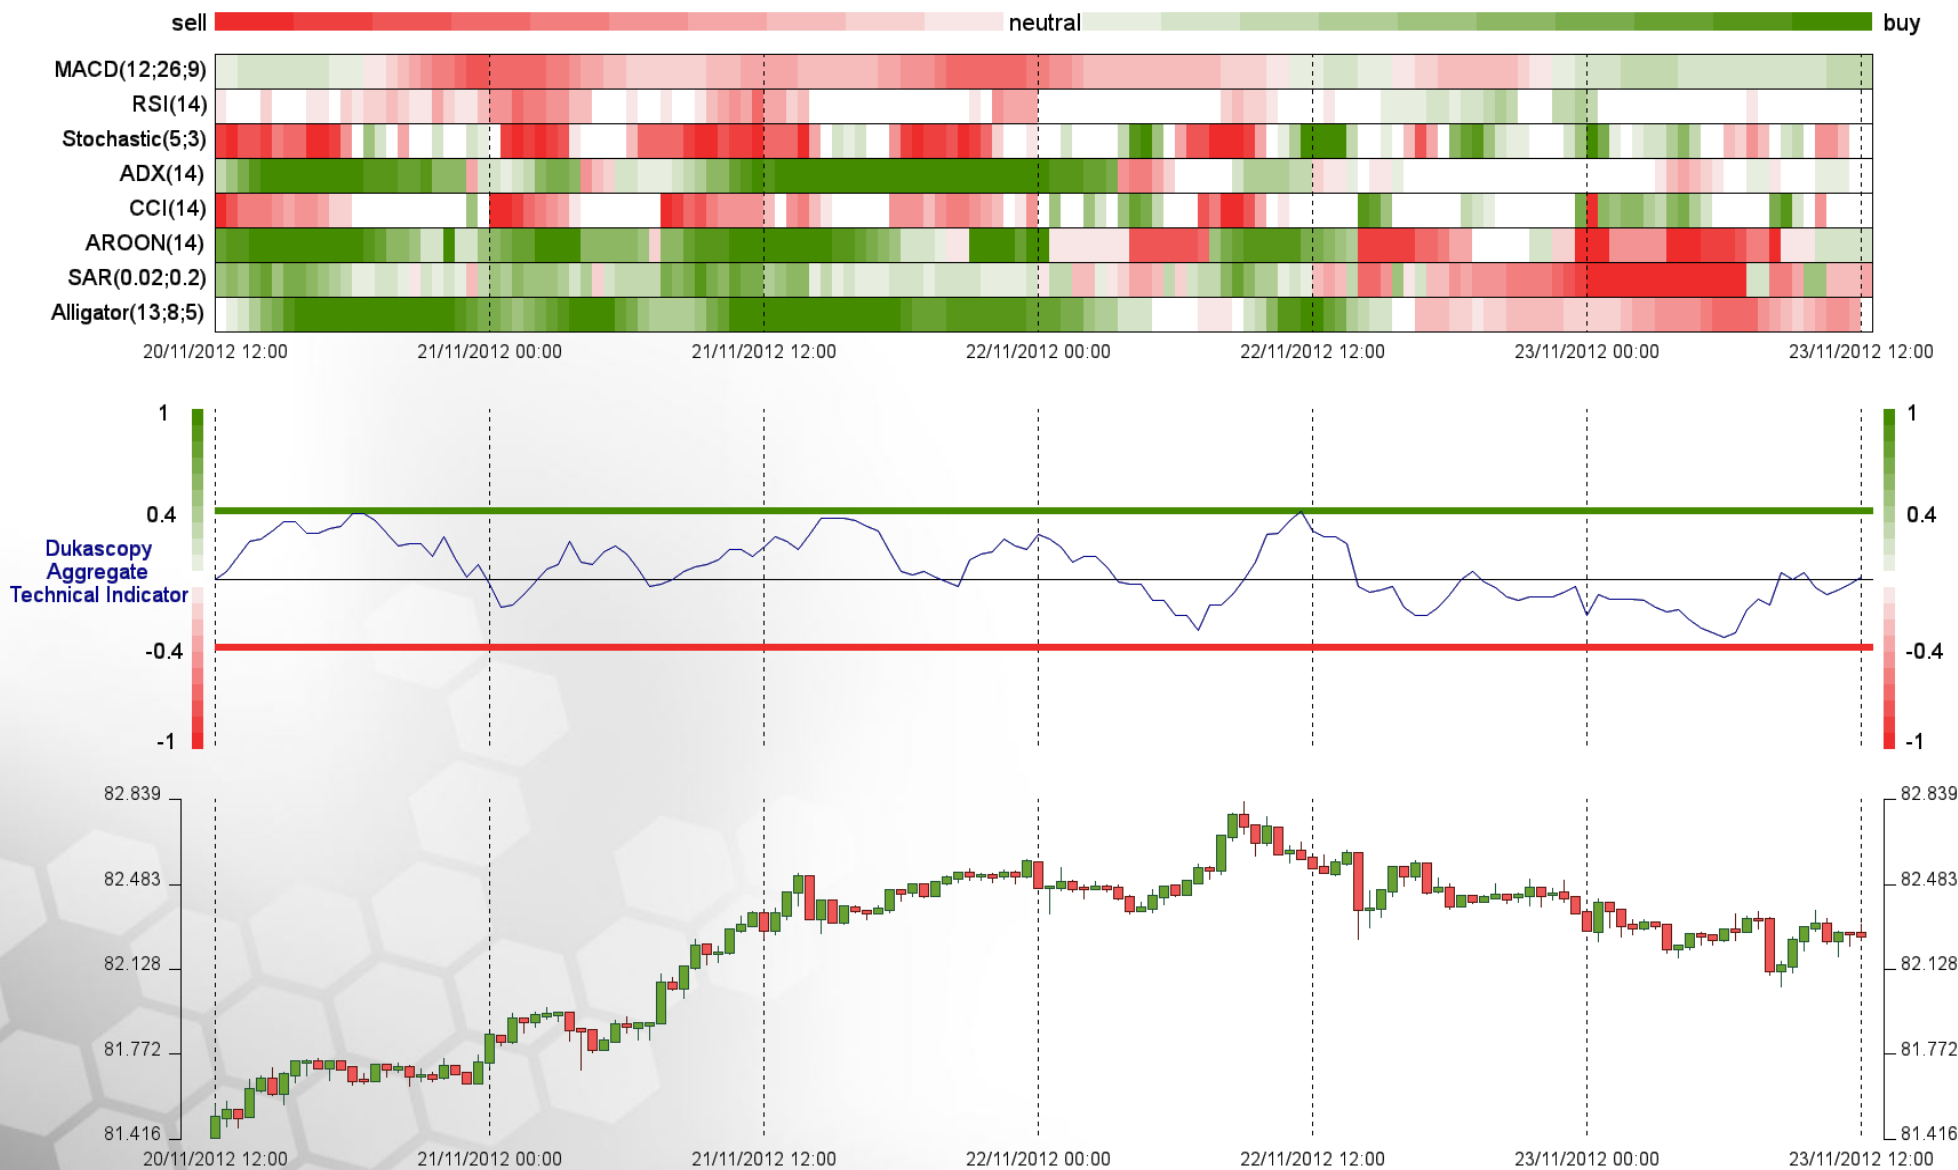 sell neutral buy
MACD(12;26;9)
RSI(14)
Stochastic(5;3)
ADX(14)
CCI(14)
AROON(14)
SAR(0.02;0.2)
Alligator(13;8;5)
20/11/2012 12:00 21/11/2012 00:00 21/11/2012 12:00 22/11/2012 00:00 22/11/2012 12:00 23/11/2012 00:00 23/11/2012 12:00
1 1
0.4 0.4
Dukascopy
Aggregate
Technical Indicator
-0.4 -0.4
-1 -1
82.839 82.839
82.483 82.483
82.128 82.128
81.772 81.772
81.416 81.416
20/11/2012 12:00 21/11/2012 00:00 21/11/2012 12:00 22/11/2012 00:00 22/11/2012 12:00 23/11/2012 00:00 23/11/2012 12:00